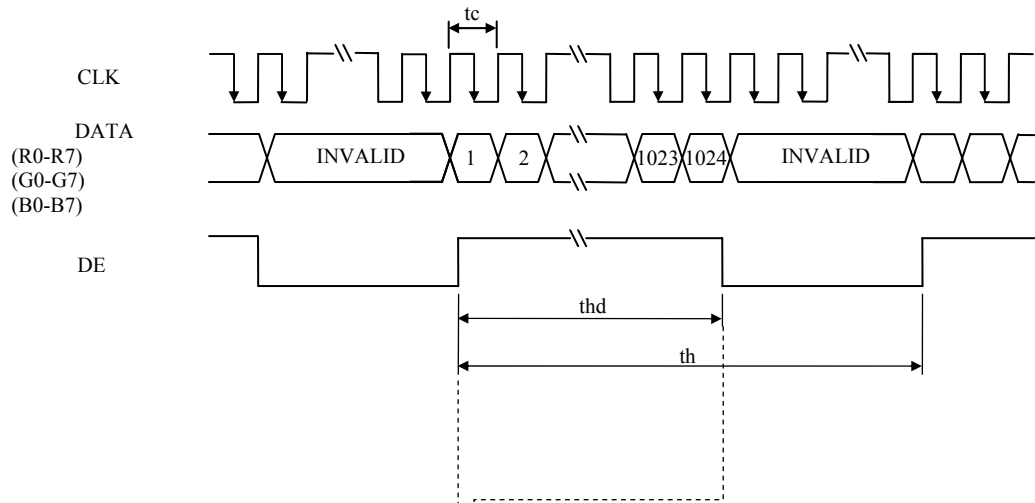 tc
CLK
DATA
(R0-R7)
(G0-G7)
(B0-B7)
INVALID
1
2
1023
1024
INVALID
DE
thd
th